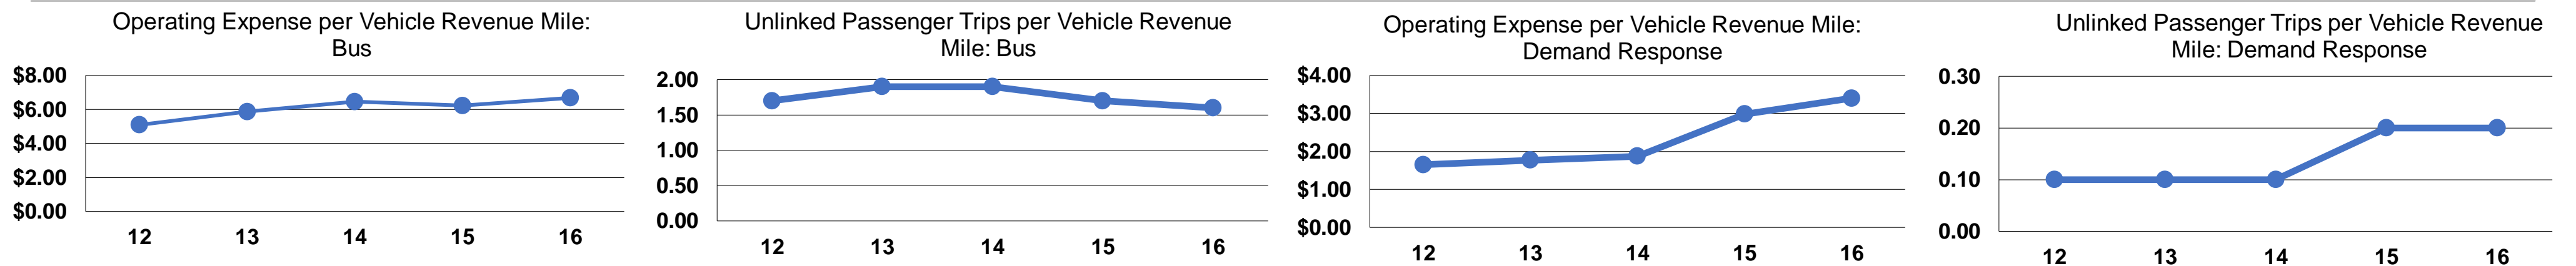 Operating Expense per Vehicle Revenue Mile:
Bus
$8.00
$6.00
$4.00
$2.00
$0.00
12 13 14 15 16
Unlinked Passenger Trips per Vehicle Revenue
Mile: Bus
2.00
1.50
1.00
0.50
0.00
12 13 14 15 16
Operating Expense per Vehicle Revenue Mile:
Demand Response
$4.00
$3.00
$2.00
$1.00
$0.00
12 13 14 15 16
Unlinked Passenger Trips per Vehicle Revenue
Mile: Demand Response
0.30
0.20
0.10
0.00
12 13 14 15 16